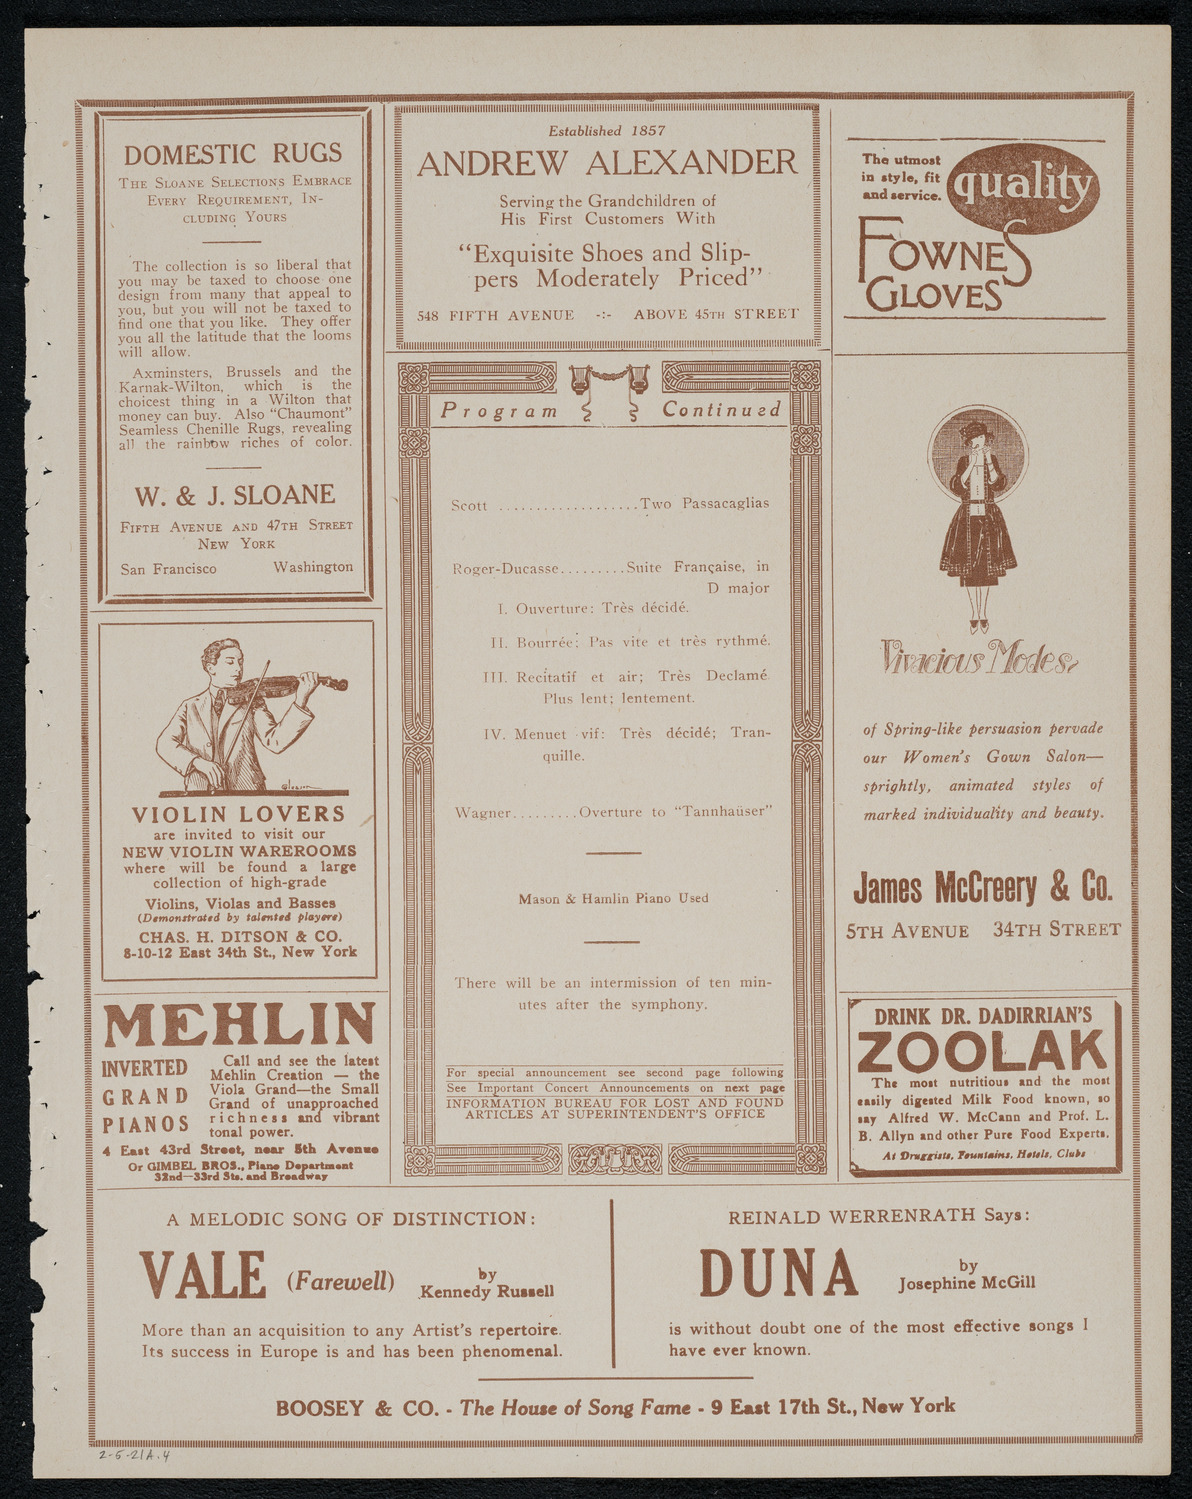 DOMESTIC RUGS
THE SLOANE SELECTIONS EMBRACE
EVERY REQUIREMENT, IN-
CLUDING YOURS
The collection is so liberal that
you may be taxed to choose one
design from many that appeal to
you, but you will not be taxed to
find one that you like. They offer
you all the latitude that the looms
will allow.
Axminsters, Brussels and the
Karnak-Wilton, which is the
choicest thing in a Wilton that
money can buy. Also "Chaumont"
Seamless Chenille Rugs, revealing
all the rainbow riches of color.
W. & J. SLOANE
FIFTH AVENUE AND 47TH STREET
NEW YORK
San Francisco Washington
VIOLIN LOVERS
are invited to visit our
NEW VIOLIN WAREROOMS
where will be found a large
collection of high-grade
Violins, Violas and Basses
(Demonstrated by talented players)
CHAS. H. DITSON & CO.
8-10-12 East 34th St., New York
MEHLIN
INVERTED
GRAND
PIANOS
Call and see the latest
Mehlin Creation — the
Viola Grand—the Small
Grand of unapproached
richness and vibrant
tonal power.
4 East 43rd Street, near 5th Avenue
Or GIMBEL BROS., Piano Department
32nd—33rd Sts. and Broadway
Established 1857
ANDREW ALEXANDER
Serving the Grandchildren of
His First Customers With
"Exquisite Shoes and Slip-
pers Moderately Priced"
548 FIFTH AVENUE -:- ABOVE 45TH STREET
Program Continued
Scott ...................Two Passacaglias
Roger-Ducasse.........Suite Française, in
D major
I. Ouverture: Très décidé.
II. Bourrée: Pas vite et très rythmé.
III. Recitatif et air; Très Declamé
Plus lent; lentement.
IV. Menuet vif: Très décidé; Tran-
quille.
Wagner.........Overture to "Tannhaüser"
Mason & Hamlin Piano Used
There will be an intermission of ten min-
utes after the symphony.
For special announcement see second page following
See Important Concert Announcements on next page
INFORMATION BUREAU FOR LOST AND FOUND
ARTICLES AT SUPERINTENDENT'S OFFICE
The utmost
in style, fit
and service.
quality
FOWNES
GLOVES
Vivacious Modes
of Spring-like persuasion pervade
our Women's Gown Salon—
sprightly, animated styles of
marked individuality and beauty.
James McCreery & Co.
5TH AVENUE 34TH STREET
DRINK DR. DADIRRIAN'S
ZOOLAK
The most nutritious and the most
easily digested Milk Food known, so
say Alfred W. McCann and Prof. L.
B. Allyn and other Pure Food Experts.
At Druggists, Fountains, Hotels, Clubs
A MELODIC SONG OF DISTINCTION:
VALE (Farewell) by
Kennedy Russell
More than an acquisition to any Artist's repertoire.
Its success in Europe is and has been phenomenal.
REINALD WERRENRATH Says:
DUNA by
Josephine McGill
is without doubt one of the most effective songs I
have ever known.
BOOSEY & CO. - The House of Song Fame - 9 East 17th St., New York
2-5-21A.4